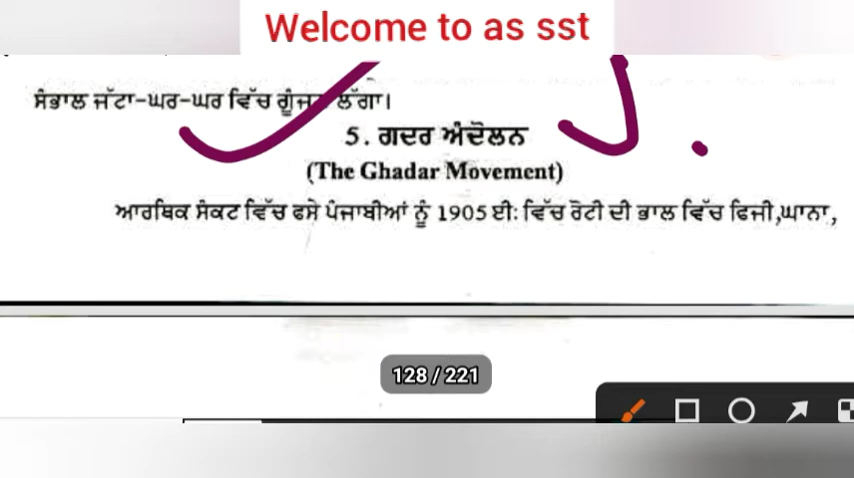 Welcome to as sst
ਸੰਭਾਲ ਜੱਟਾ-ਘਰ-ਘਰ ਵਿੱਚ ਗੂੰਜਣ ਲੱਗਾ।
5. ਗਦਰ ਅੰਦੋਲਨ
(The Ghadar Movement)
ਆਰਥਿਕ ਸੰਕਟ ਵਿੱਚ ਫਸੇ ਪੰਜਾਬੀਆਂ ਨੂੰ 1905 ਈ: ਵਿੱਚ ਰੋਟੀ ਦੀ ਭਾਲ ਵਿੱਚ ਫਿਜੀ,ਘਾਨਾ,
128 / 221